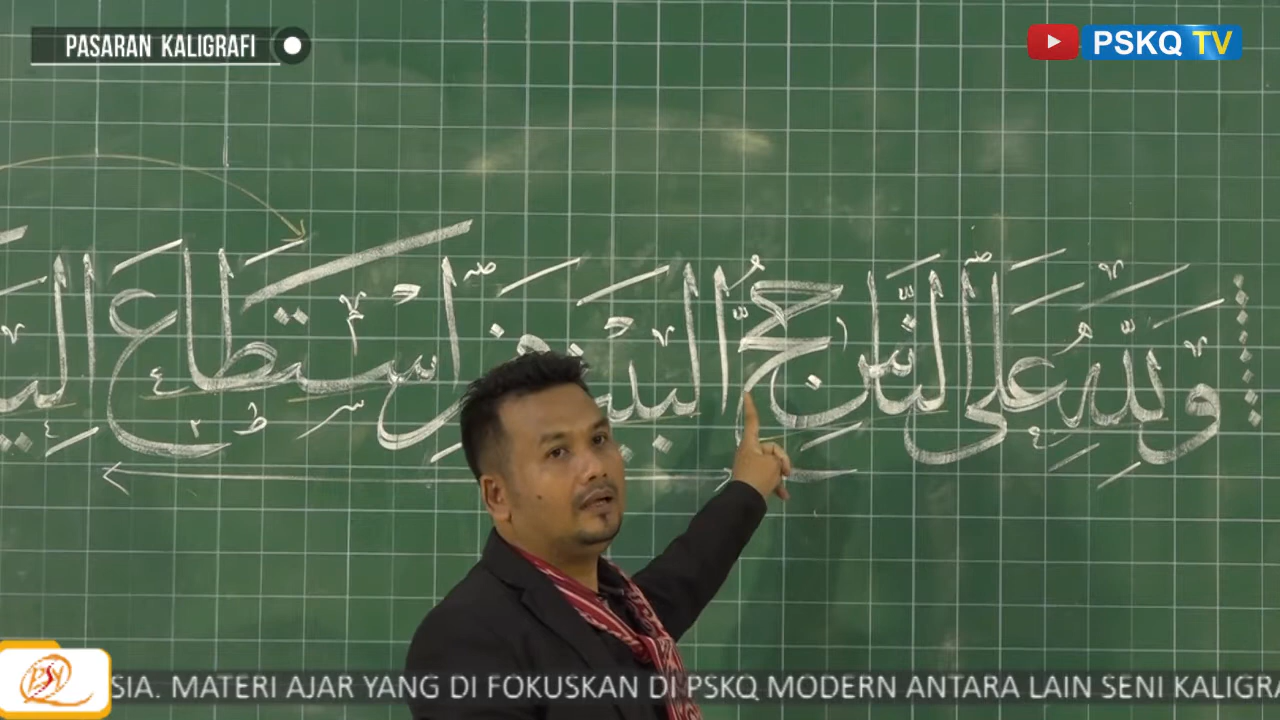 PASARAN KALIGRAFI
PSKQ TV
وَلِلّٰهِ عَلَى النَّاسِ حِجُّ الْبَيْتِ مَنِ اسْتَطَاعَ
SIA. MATERI AJAR YANG DI FOKUSKAN DI PSKQ MODERN ANTARA LAIN SENI KALIGRA